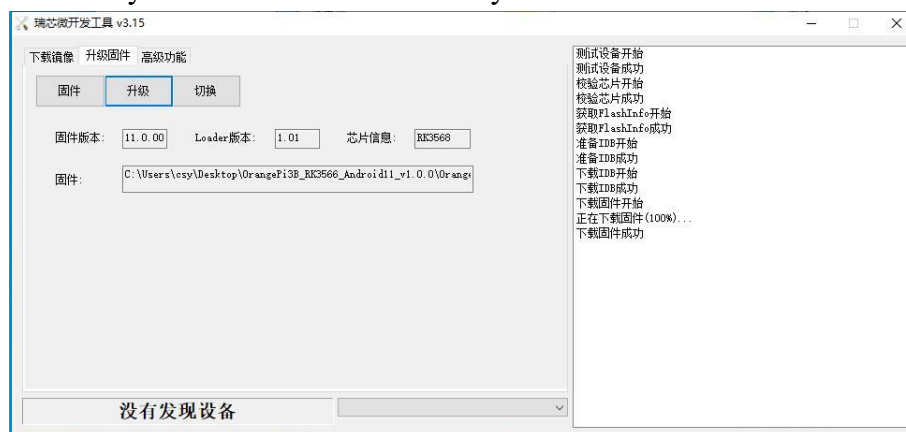 瑞芯微开发工具 v3.15
下载镜像 升级固件 高级功能
固件 升级 切换
固件版本: 11.0.00 Loader版本: 1.01 芯片信息: RK3568
固件: C:\Users\csy\Desktop\OrangePi3B_RK3566_Android11_v1.0.0\Orange
没有发现设备
测试设备开始
测试设备成功
校验芯片开始
校验芯片成功
获取FlashInfo开始
获取FlashInfo成功
准备IDB开始
准备IDB成功
下载IDB开始
下载IDB成功
下载固件开始
正在下载固件(100%)...
下载固件成功